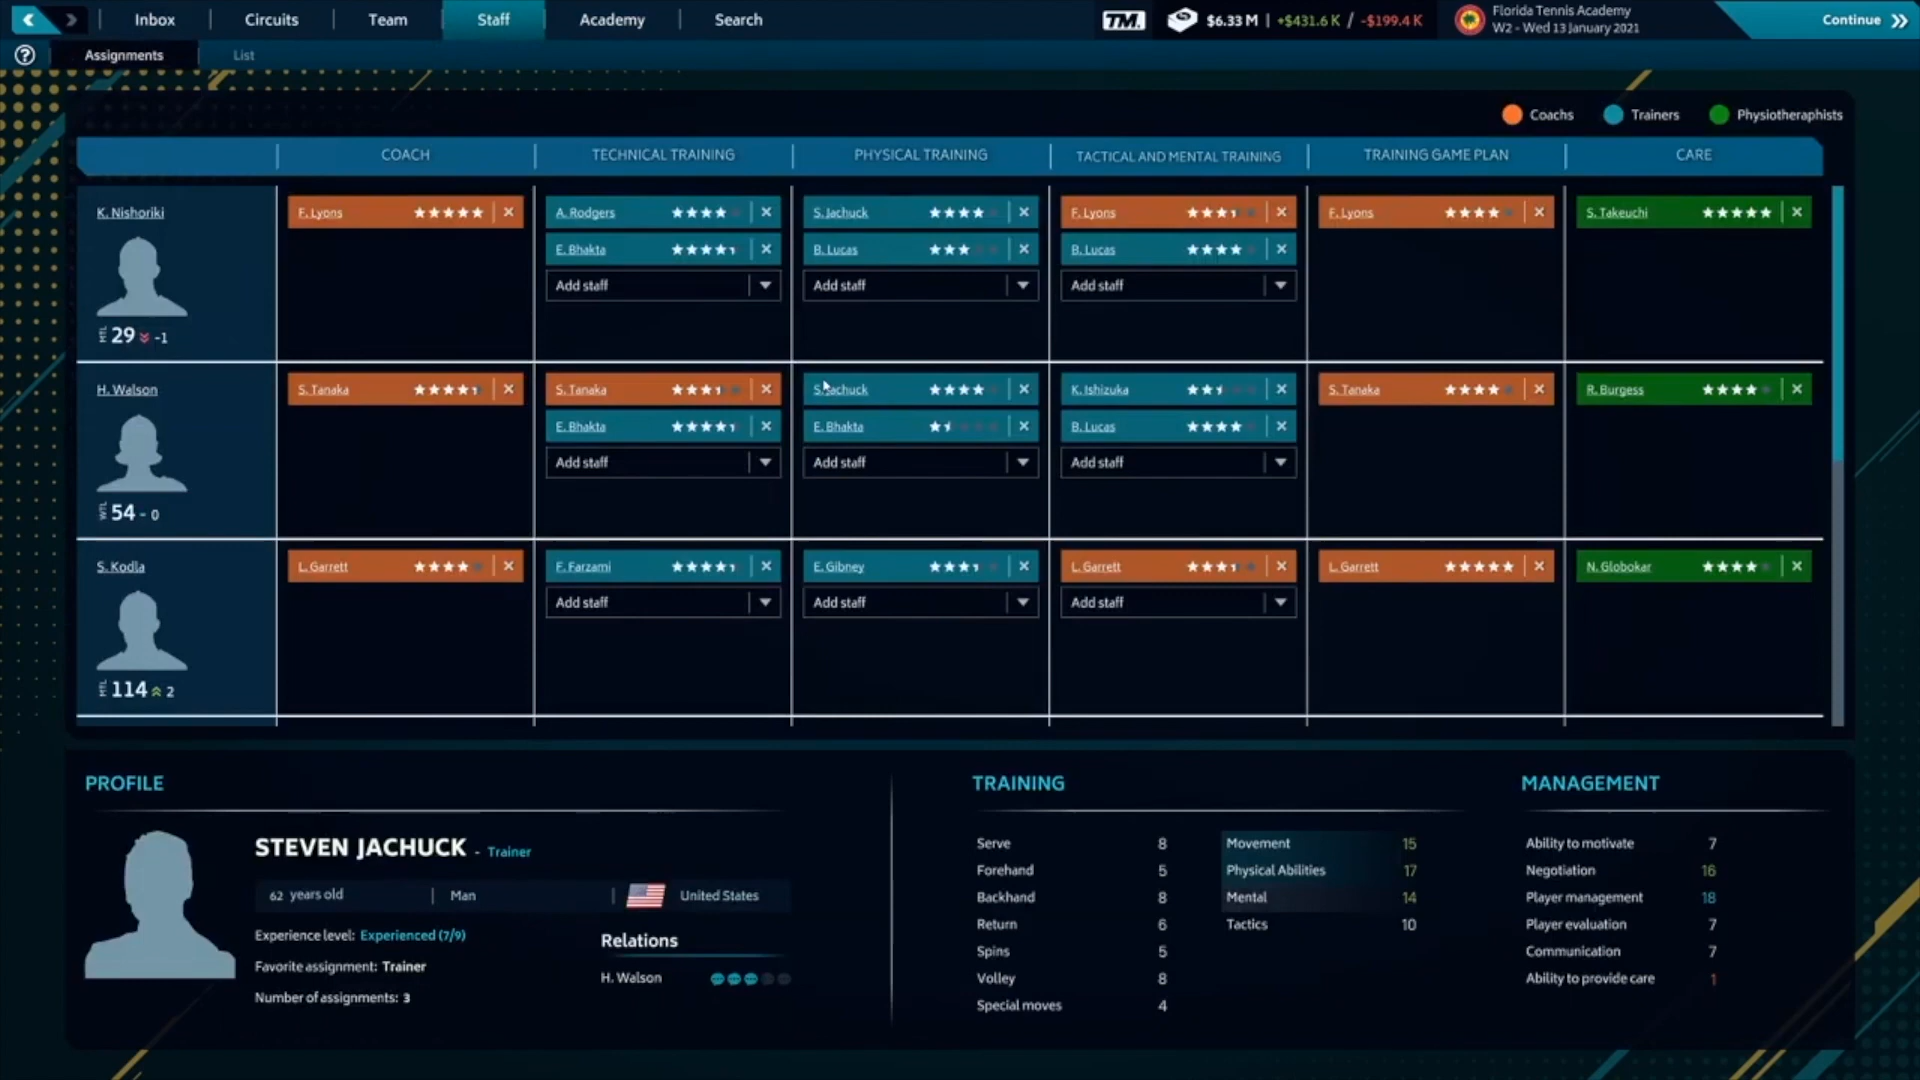 Inbox Circuits Team Staff Academy Search TM. $6.33 M | +$431.6 K / -$199.4 K Florida Tennis Academy Continue
W2 - Wed 13 January 2021
? Assignments List
Coachs Trainers Physiotheraphists
COACH TECHNICAL TRAINING PHYSICAL TRAINING TACTICAL AND MENTAL TRAINING TRAINING GAME PLAN CARE
K. Nishoriki F. Lyons A. Rodgers S. Jachuck F. Lyons F. Lyons S. Takeuchi
E. Bhakta B. Lucas B. Lucas
Add staff Add staff Add staff
MTL 29 -1
H. Walson S. Tanaka S. Tanaka S. Jachuck K. Ishizuka S. Tanaka R. Burgess
E. Bhakta E. Bhakta B. Lucas
Add staff Add staff Add staff
WTL 54 - 0
S. Kodla L. Garrett F. Farzami E. Gibney L. Garrett L. Garrett N. Globokar
Add staff Add staff Add staff
MTL 114 2
PROFILE TRAINING MANAGEMENT
STEVEN JACHUCK - Trainer
62 years old | Man | United States
Experience level: Experienced (7/9)
Favorite assignment: Trainer
Number of assignments: 3
Relations
H. Walson
Serve 8 Movement 15 Ability to motivate 7
Forehand 5 Physical Abilities 17 Negotiation 16
Backhand 8 Mental 14 Player management 18
Return 6 Tactics 10 Player evaluation 7
Spins 5 Communication 7
Volley 8 Ability to provide care 1
Special moves 4